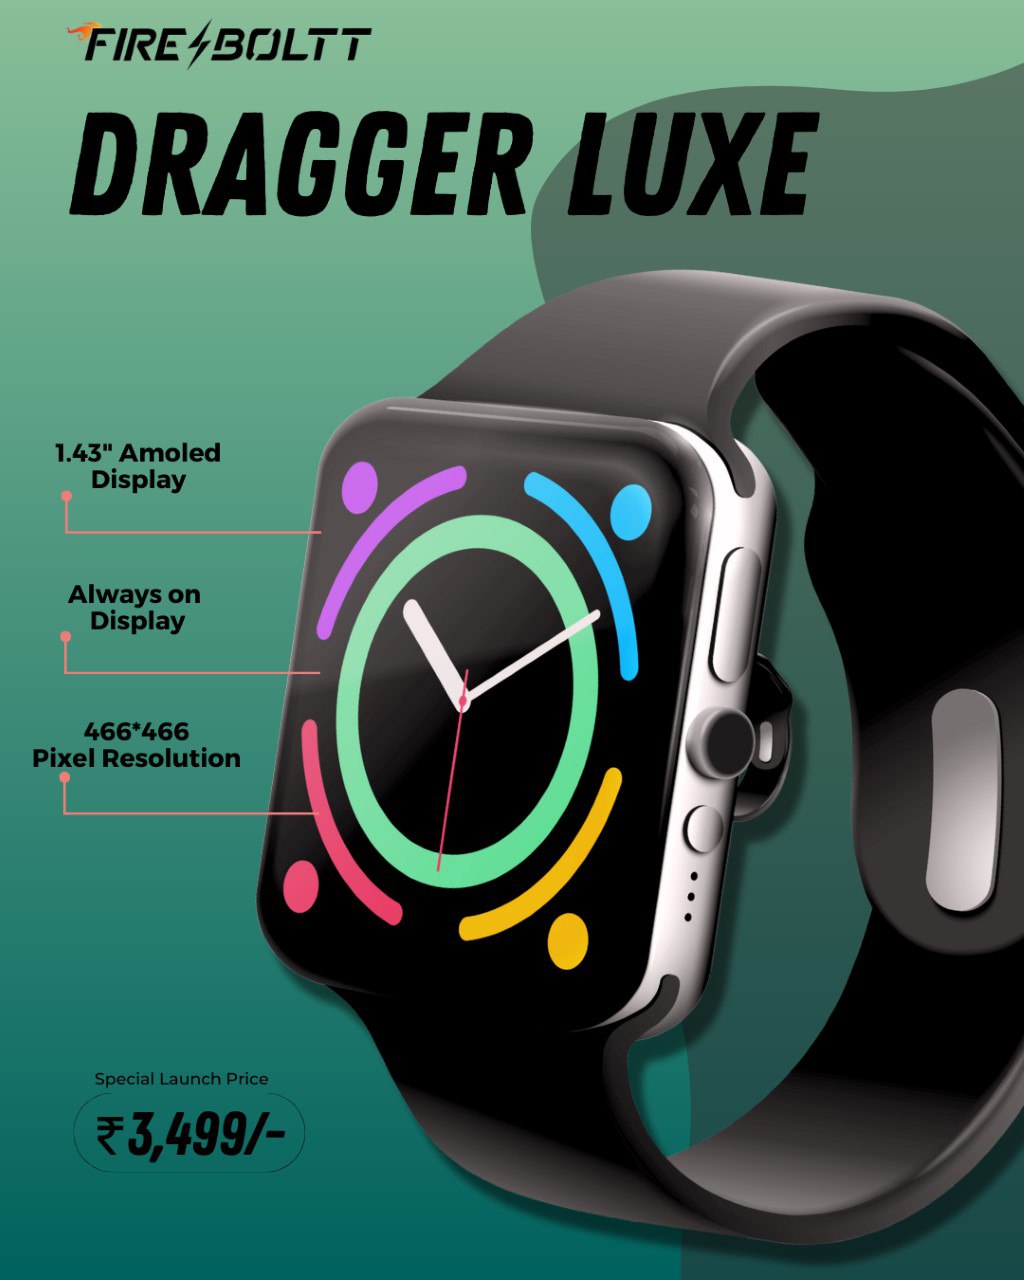 FIRE BOLTT
DRAGGER LUXE
1.43" Amoled
Display
Always on
Display
466*466
Pixel Resolution
Special Launch Price
₹3,499/-